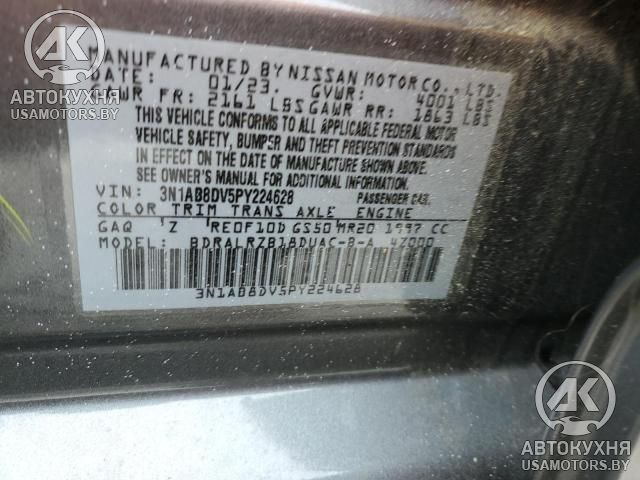 MANUFACTURED BY NISSAN MOTOR CO., LTD.
DATE: 01/23. GVWR: 4001 LBS
GAWR FR: 2161 LBS GAWR RR: 1863 LBS
THIS VEHICLE CONFORMS TO ALL APPLICABLE FEDERAL MOTOR
VEHICLE SAFETY, BUMPER AND THEFT PREVENTION STANDARDS
IN EFFECT ON THE DATE OF MANUFACTURE SHOWN ABOVE.
SEE OWNER'S MANUAL FOR ADDITIONAL INFORMATION.
VIN: 3N1AB8DV5PY224628 PASSENGER CAR.
COLOR TRIM TRANS AXLE ENGINE
GAQ Z RE0F10D GS50 MR20 1997 CC
MODEL BDRALRZB18DUAC-B-A 4Z000
3N1AB8DV5PY224628
АК
АВТОКУХНЯ
USAMOTORS.BY
АК
АВТОКУХНЯ
USAMOTORS.BY